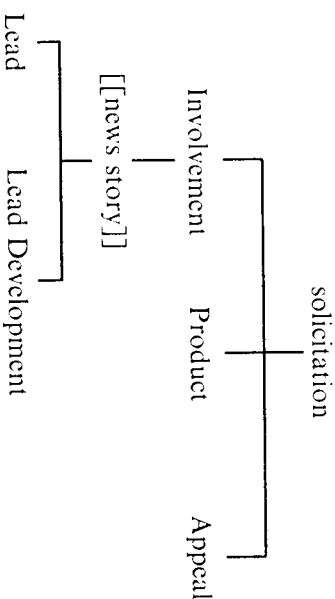 solicitation
Involvement Product Appeal
[[news story]]
Lead Lead Development